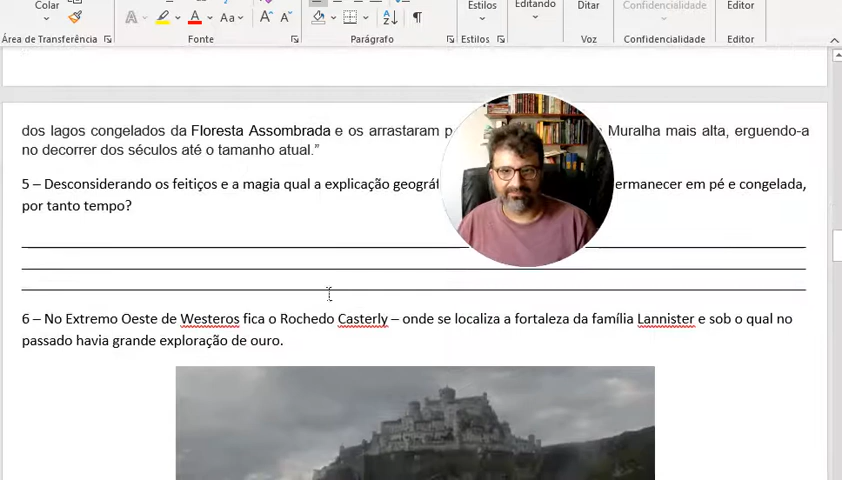 Colar
Estilos
Editando
Ditar
Confidencialidade
Editor
Aa
Área de Transferência
Fonte
Parágrafo
Estilos
Voz
Confidencialidade
Editor
dos lagos congelados da Floresta Assombrada e os arrastaram Muralha mais alta, erguendo-a
no decorrer dos séculos até o tamanho atual.”
5 – Desconsiderando os feitiços e a magia qual a explicação em pé e congelada,
por tanto tempo?
6 – No Extremo Oeste de Westeros fica o Rochedo Casterly – onde se localiza a fortaleza da família Lannister e sob o qual no
passado havia grande exploração de ouro.